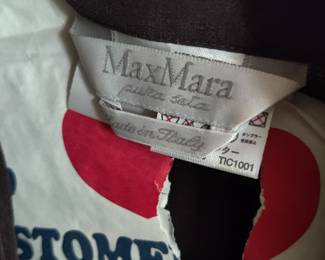 MaxMara
pura seta
Made in Italy
TIC1001
STOME